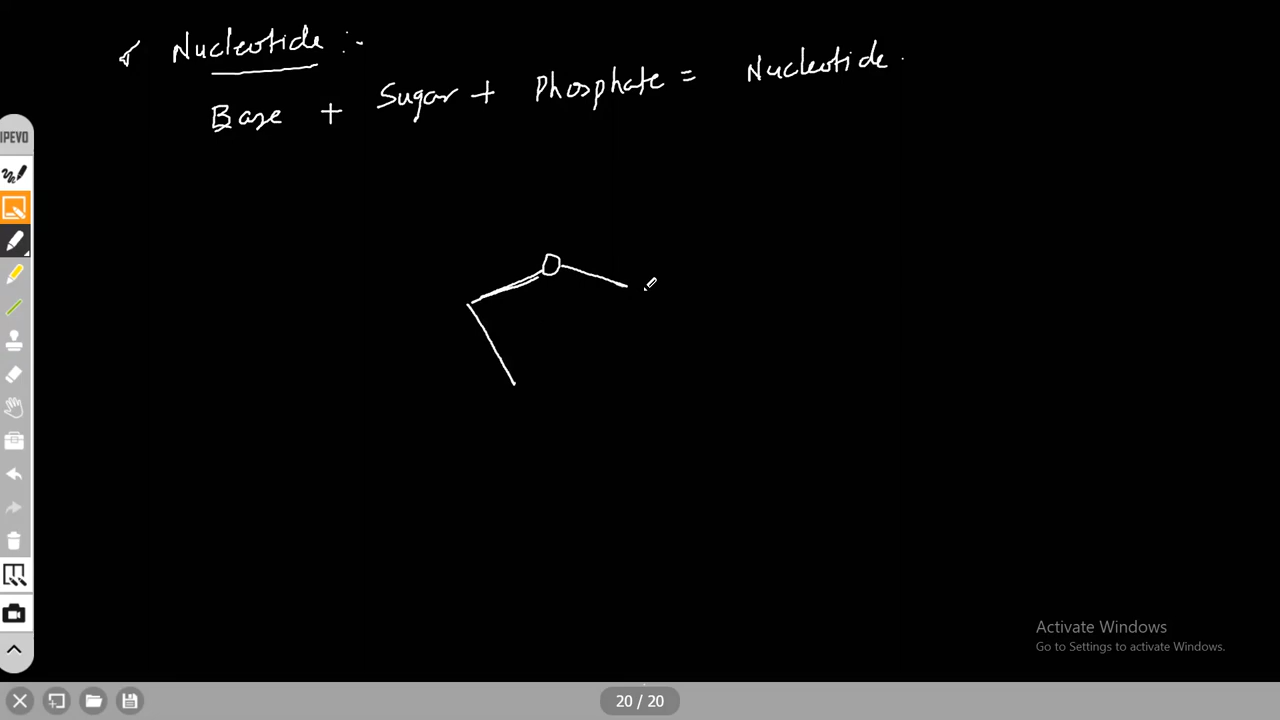 Nucleotide :-
Base + Sugar + Phosphate = Nucleotide.
O
IPEVO
Activate Windows
Go to Settings to activate Windows.
20 / 20